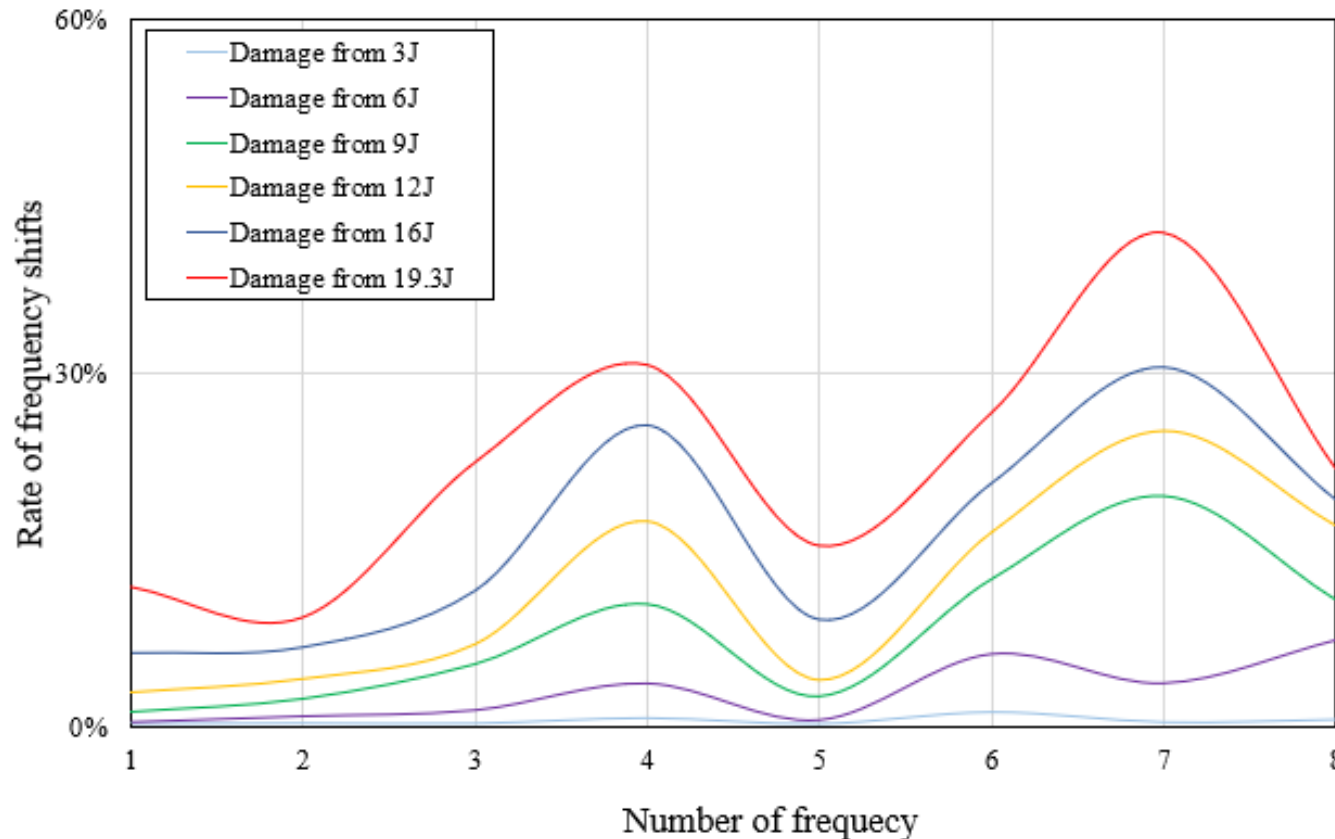 60%
Damage from 3J
Damage from 6J
Damage from 9J
Damage from 12J
Damage from 16J
Damage from 19.3J
Rate of frequency shifts
30%
0%
1 2 3 4 5 6 7 8
Number of frequecy